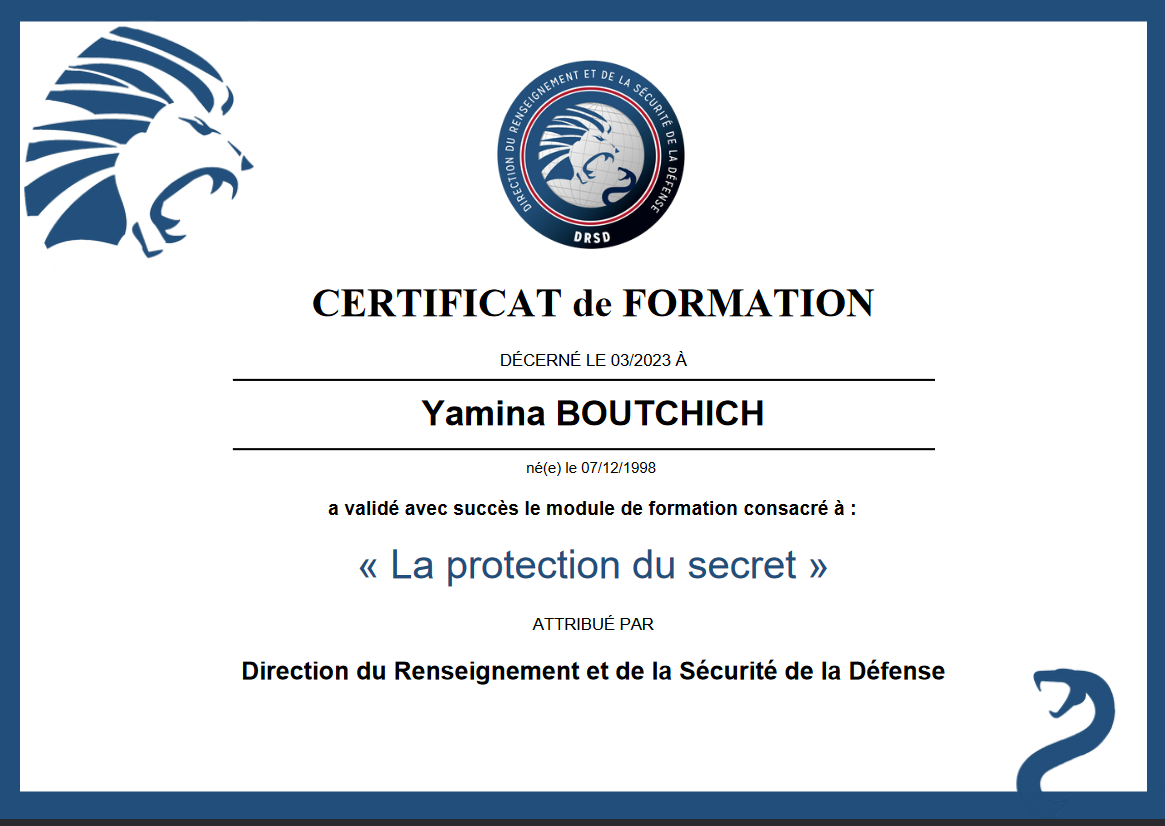 DIRECTION DU RENSEIGNEMENT ET DE LA SÉCURITÉ DE LA DÉFENSE
DRSD
CERTIFICAT de FORMATION
DÉCERNÉ LE 03/2023 À
Yamina BOUTCHICH
né(e) le 07/12/1998
a validé avec succès le module de formation consacré à :
« La protection du secret »
ATTRIBUÉ PAR
Direction du Renseignement et de la Sécurité de la Défense